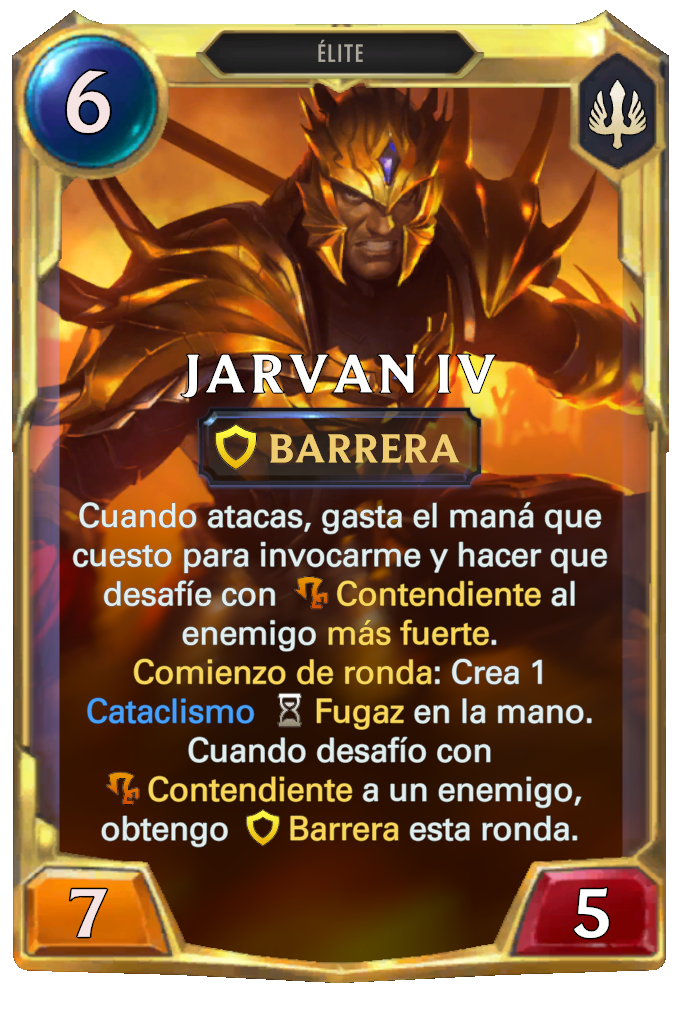 ÉLITE
6
JARVAN IV
BARRERA
Cuando atacas, gasta el maná que
cuesto para invocarme y hacer que
desafíe con Contendiente al
enemigo más fuerte.
Comienzo de ronda: Crea 1
Cataclismo Fugaz en la mano.
Cuando desafío con
Contendiente a un enemigo,
obtengo Barrera esta ronda.
7
5